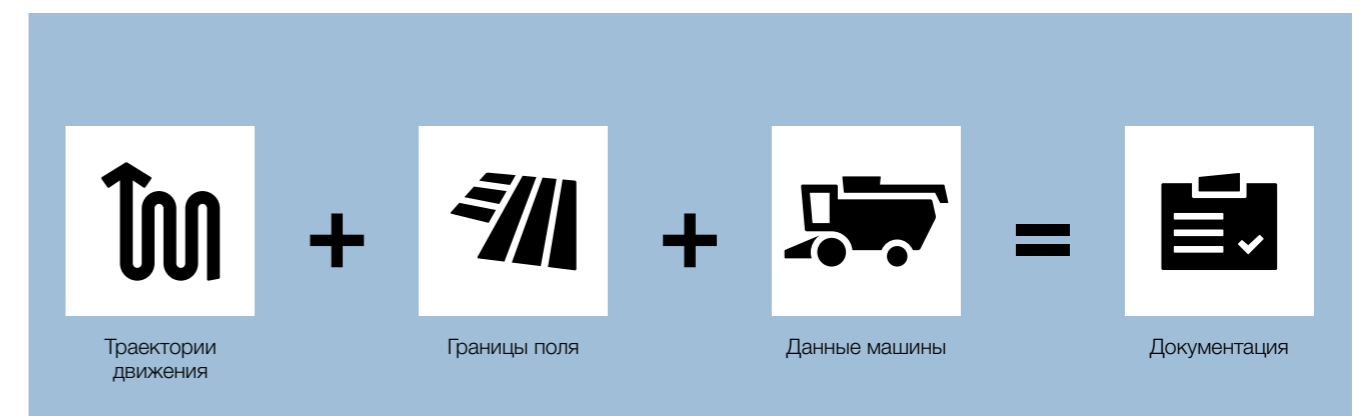 Траектории
движения
+
Границы поля
+
Данные машины
=
Документация